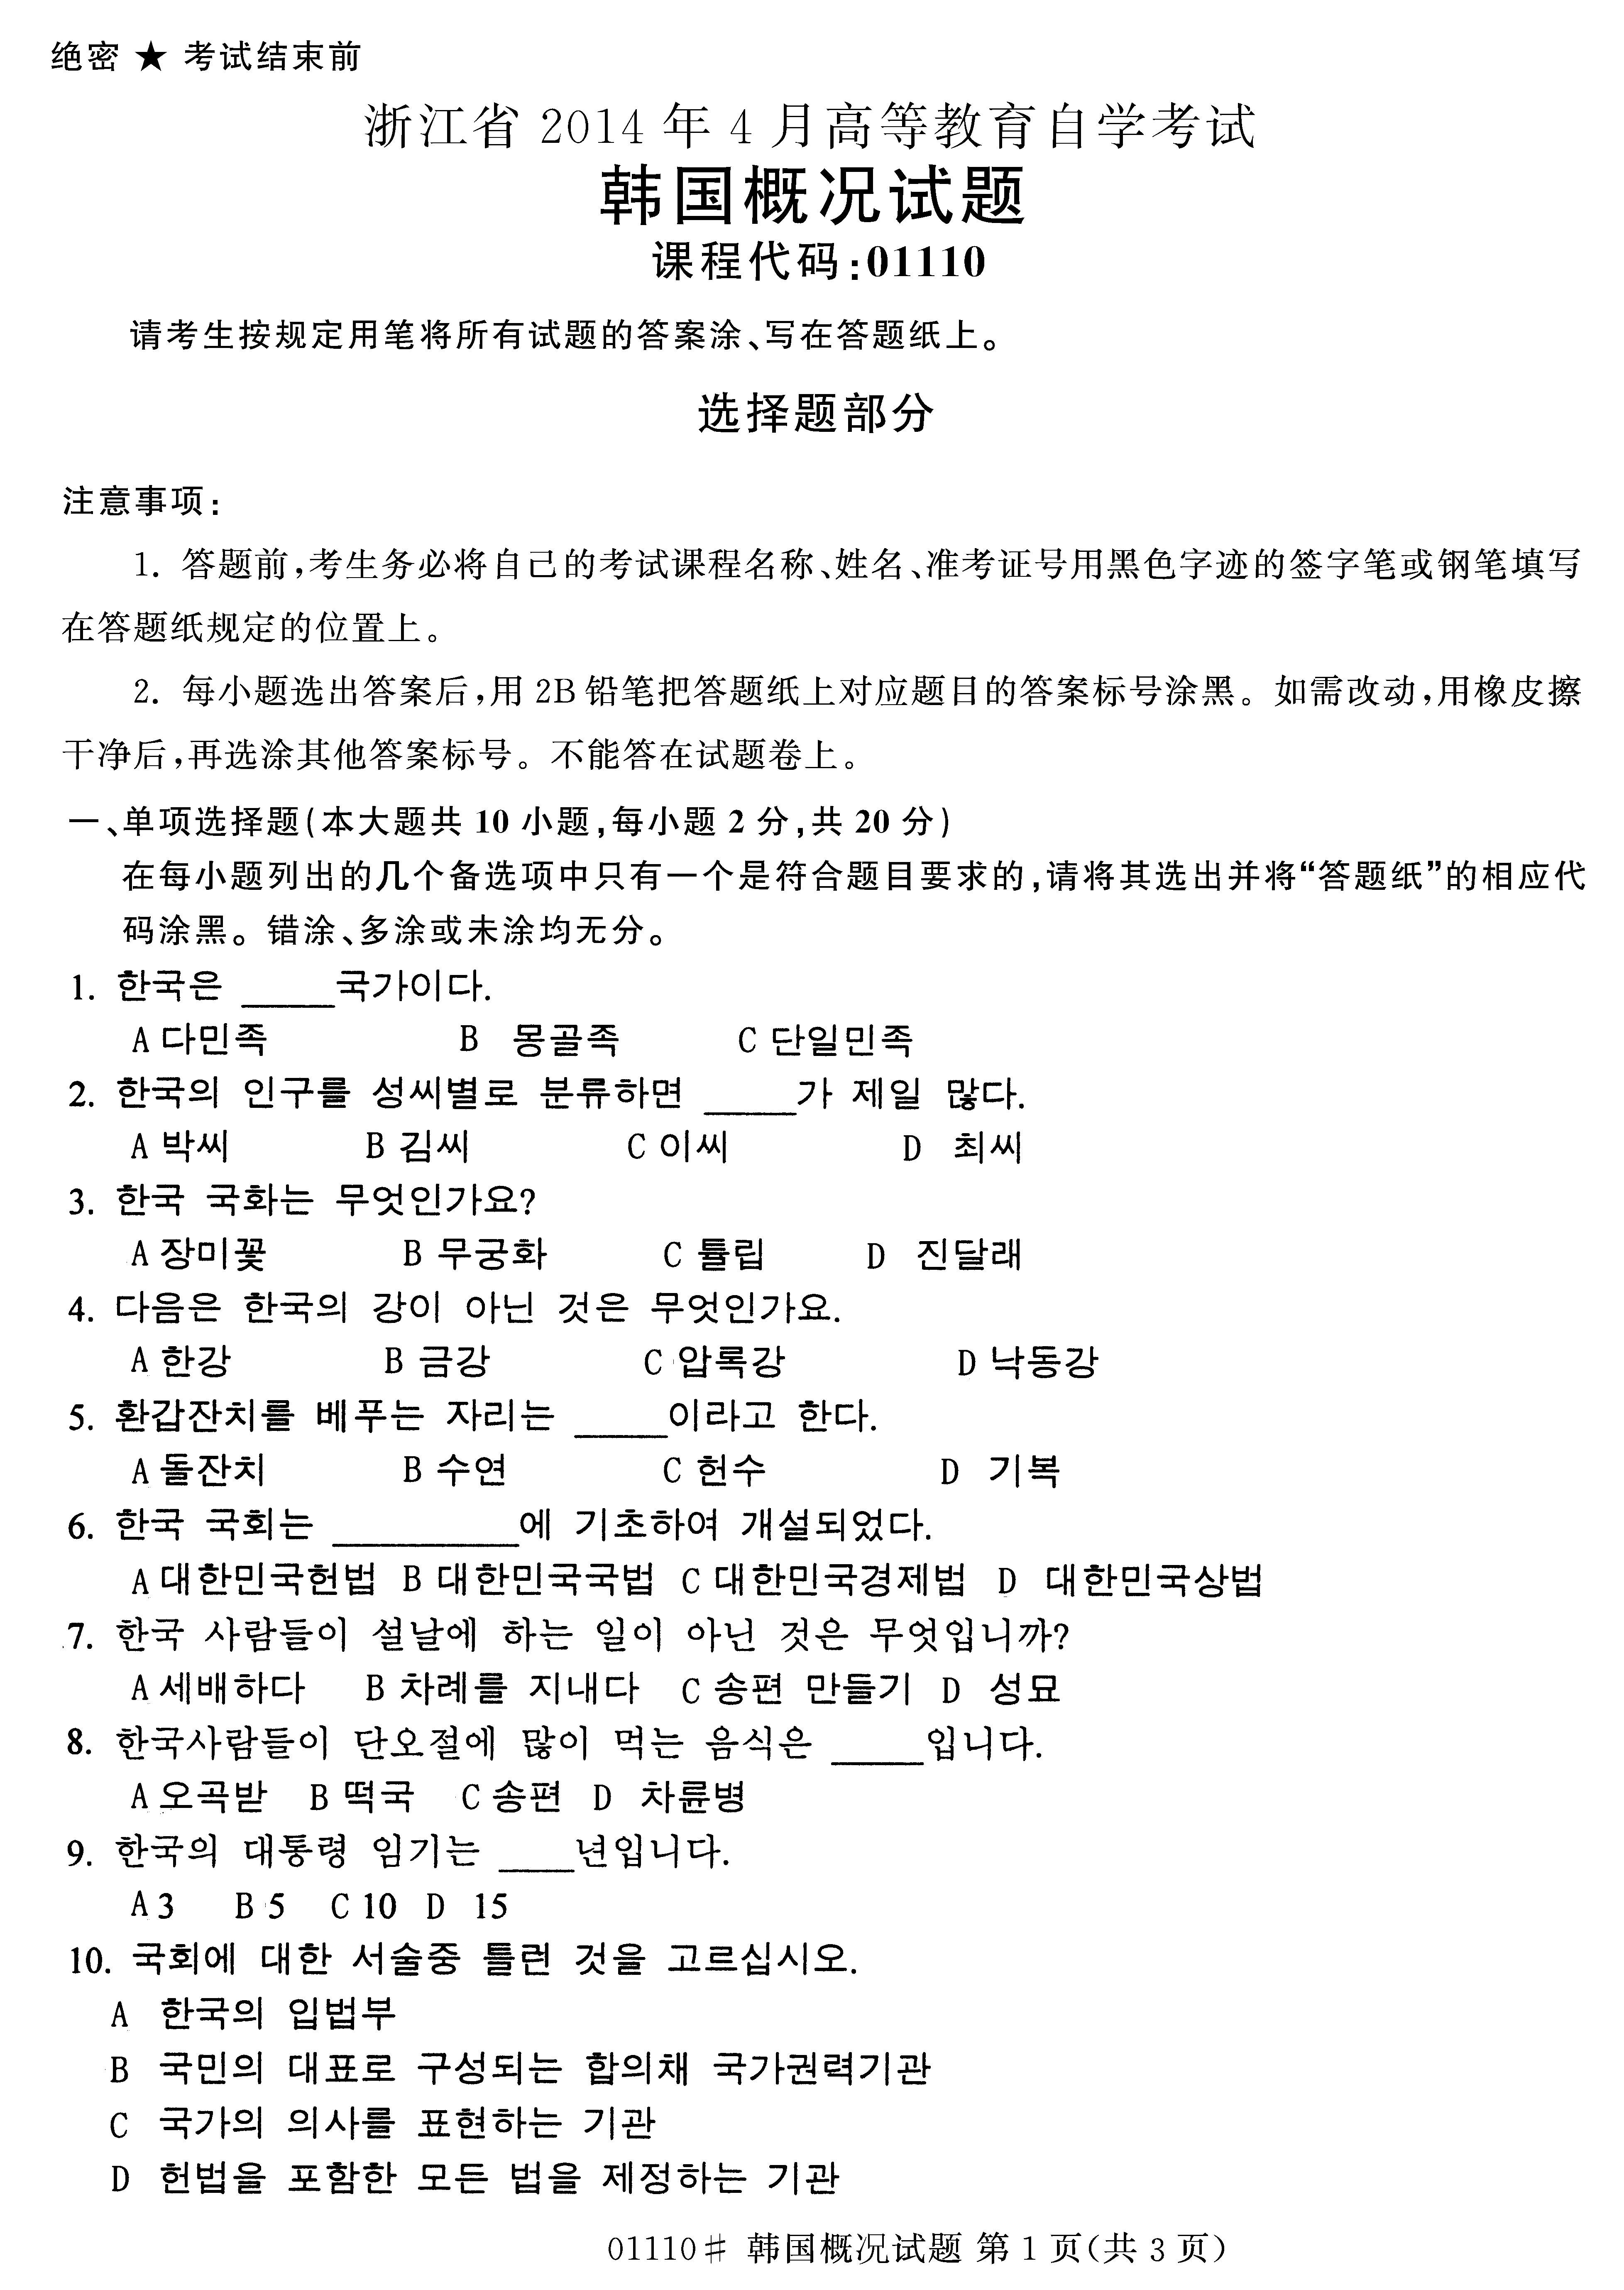 绝密 ★ 考试结束前
浙江省 2014 年 4 月高等教育自学考试
韩国概况试题
课程代码:01110
请考生按规定用笔将所有试题的答案涂、写在答题纸上。
选择题部分
注意事项:
1. 答题前,考生务必将自己的考试课程名称、姓名、准考证号用黑色字迹的签字笔或钢笔填写
在答题纸规定的位置上。
2. 每小题选出答案后,用 2B 铅笔把答题纸上对应题目的答案标号涂黑。如需改动,用橡皮擦
干净后,再选涂其他答案标号。不能答在试题卷上。
一、单项选择题(本大题共 10 小题,每小题 2 分,共 20 分)
在每小题列出的几个备选项中只有一个是符合题目要求的,请将其选出并将“答题纸”的相应代
码涂黑。错涂、多涂或未涂均无分。
1. 한국은 _____국가이다.
A 다민족 B 몽골족 C 단일민족
2. 한국의 인구를 성씨별로 분류하면 _____가 제일 많다.
A 박씨 B 김씨 C 이씨 D 최씨
3. 한국 국화는 무엇인가요?
A 장미꽃 B 무궁화 C 튤립 D 진달래
4. 다음은 한국의 강이 아닌 것은 무엇인가요.
A 한강 B 금강 C 압록강 D 낙동강
5. 환갑잔치를 베푸는 자리는 _____이라고 한다.
A 돌잔치 B 수연 C 헌수 D 기복
6. 한국 국회는 __________에 기초하여 개설되었다.
A 대한민국헌법 B 대한민국국법 C 대한민국경제법 D 대한민국상법
7. 한국 사람들이 설날에 하는 일이 아닌 것은 무엇입니까?
A 세배하다 B 차례를 지내다 C 송편 만들기 D 성묘
8. 한국사람들이 단오절에 많이 먹는 음식은 _____입니다.
A 오곡받 B 떡국 C 송편 D 차륜병
9. 한국의 대통령 임기는 ____년입니다.
A 3 B 5 C 10 D 15
10. 국회에 대한 서술중 틀런 것을 고르십시오.
A 한국의 입법부
B 국민의 대표로 구성되는 합의채 국가권력기관
C 국가의 의사를 표현하는 기관
D 헌법을 포함한 모든 법을 제정하는 기관
01110# 韩国概况试题 第 1 页(共 3 页)